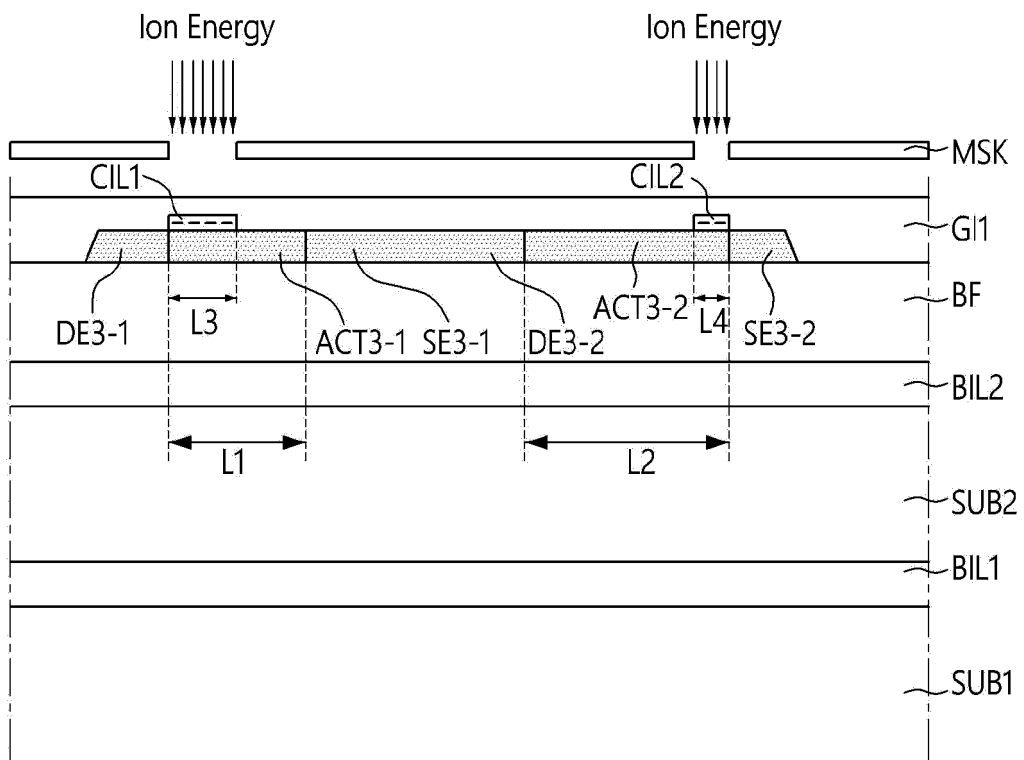 Ion Energy
Ion Energy
MSK
CIL1
CIL2
GI1
BF
DE3-1
L3
ACT3-1
SE3-1
DE3-2
ACT3-2
L4
SE3-2
BIL2
L1
L2
SUB2
BIL1
SUB1